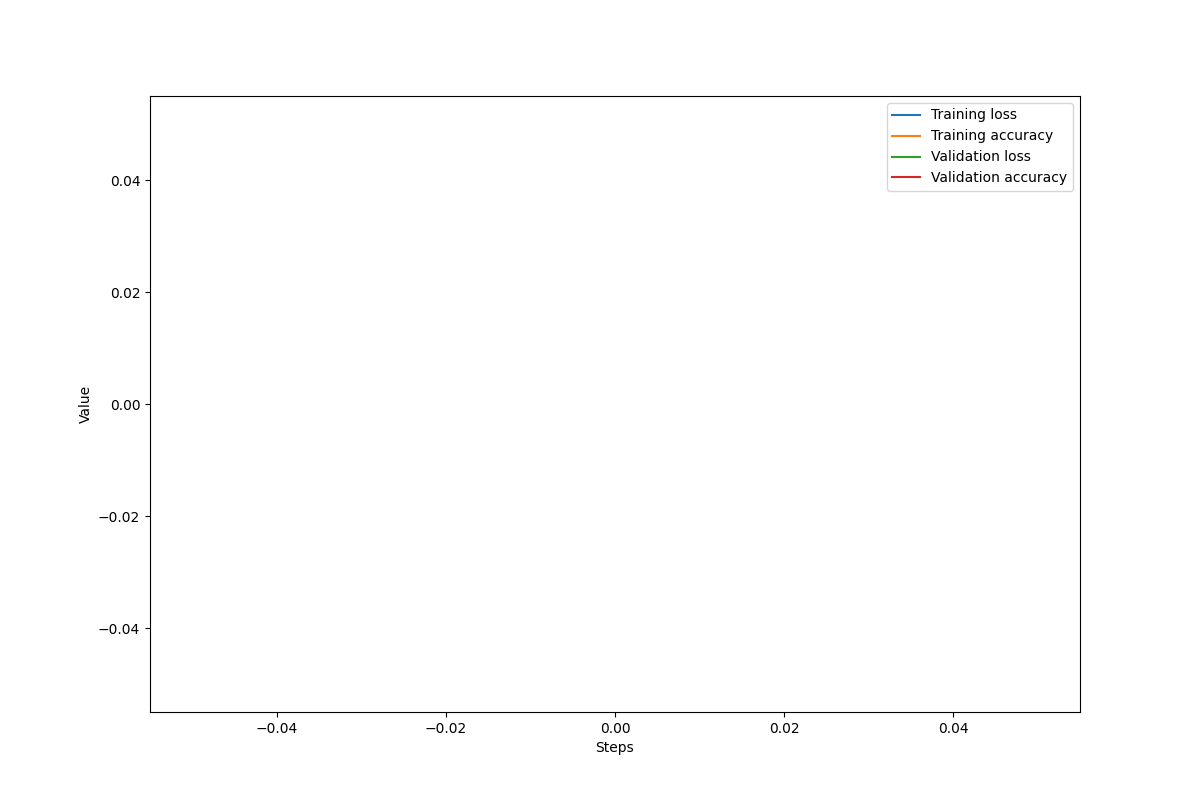 Training loss
Training accuracy
Validation loss
Validation accuracy
0.04
0.02
0.00
−0.02
−0.04
Value
−0.04 −0.02 0.00 0.02 0.04
Steps